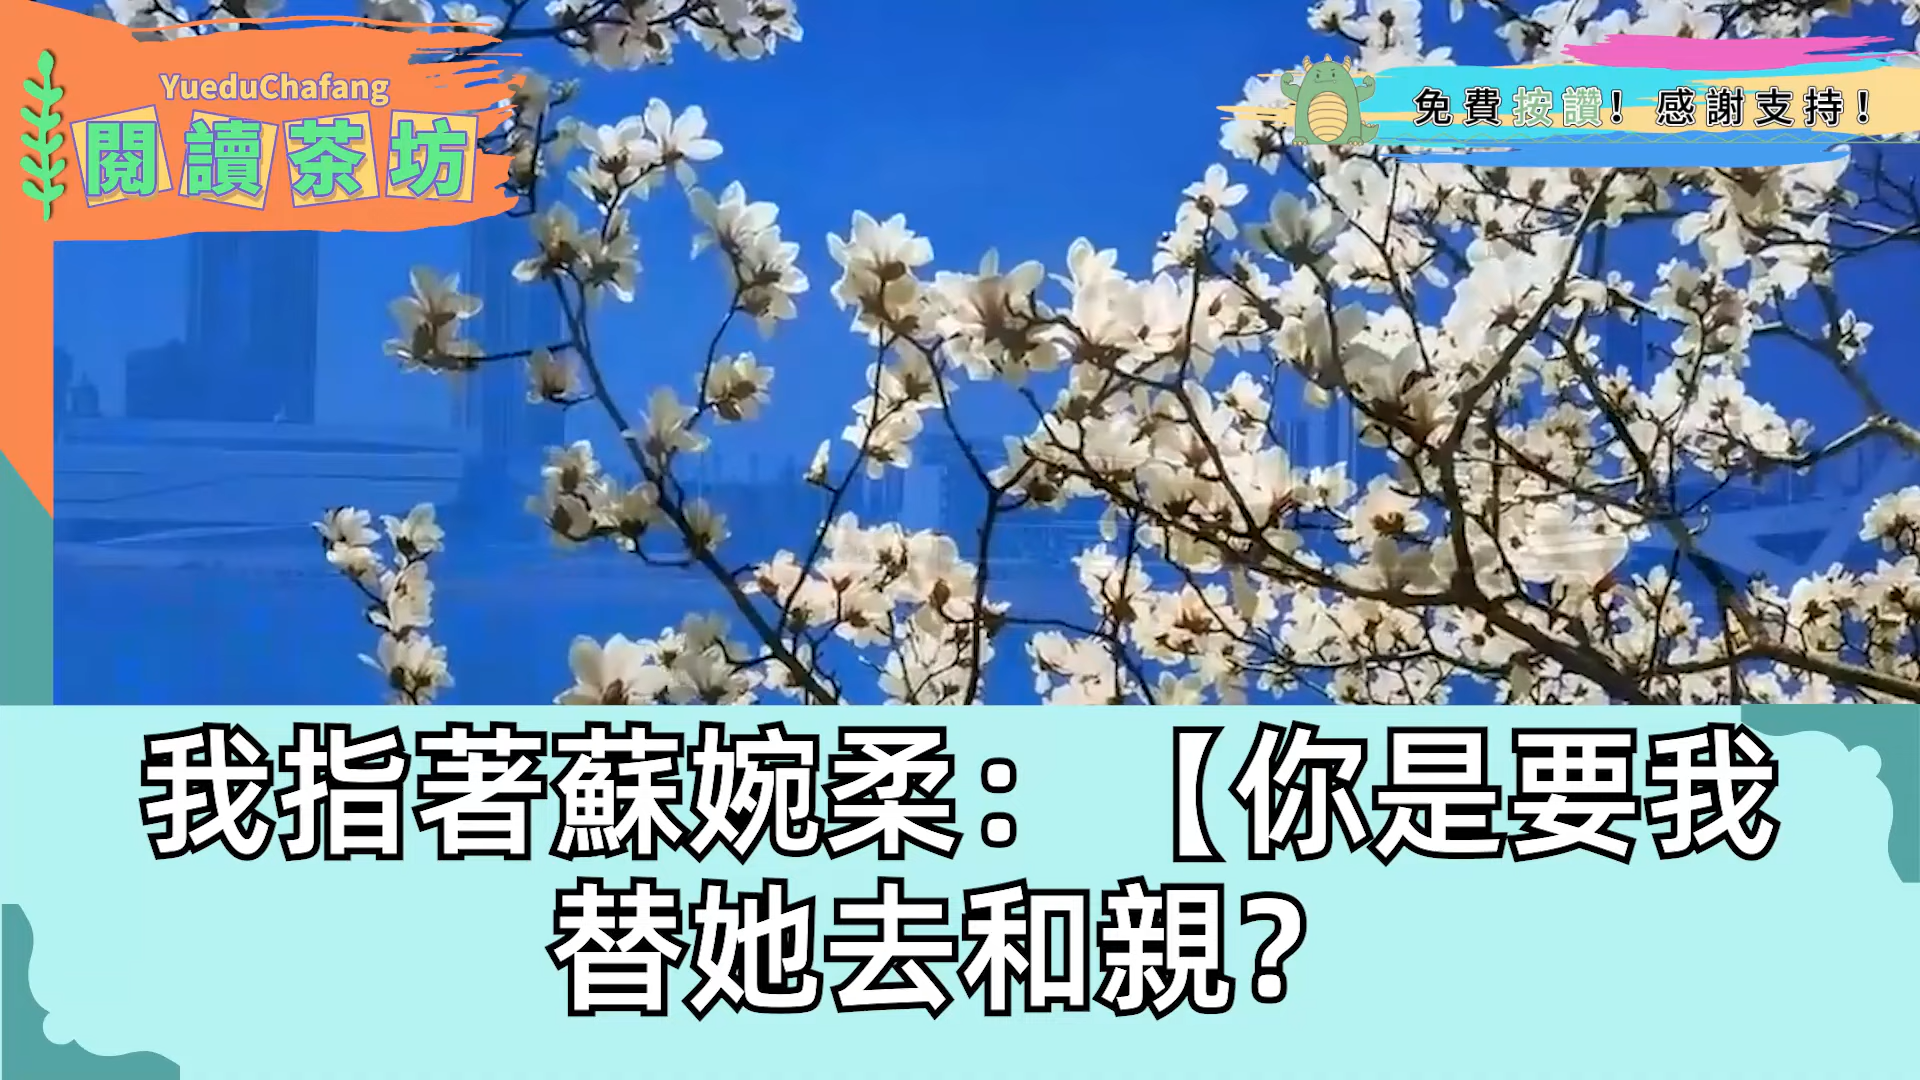 YueduChafang
閱讀茶坊
免費按讚！感謝支持！
我指著蘇婉柔：【你是要我
替她去和親？